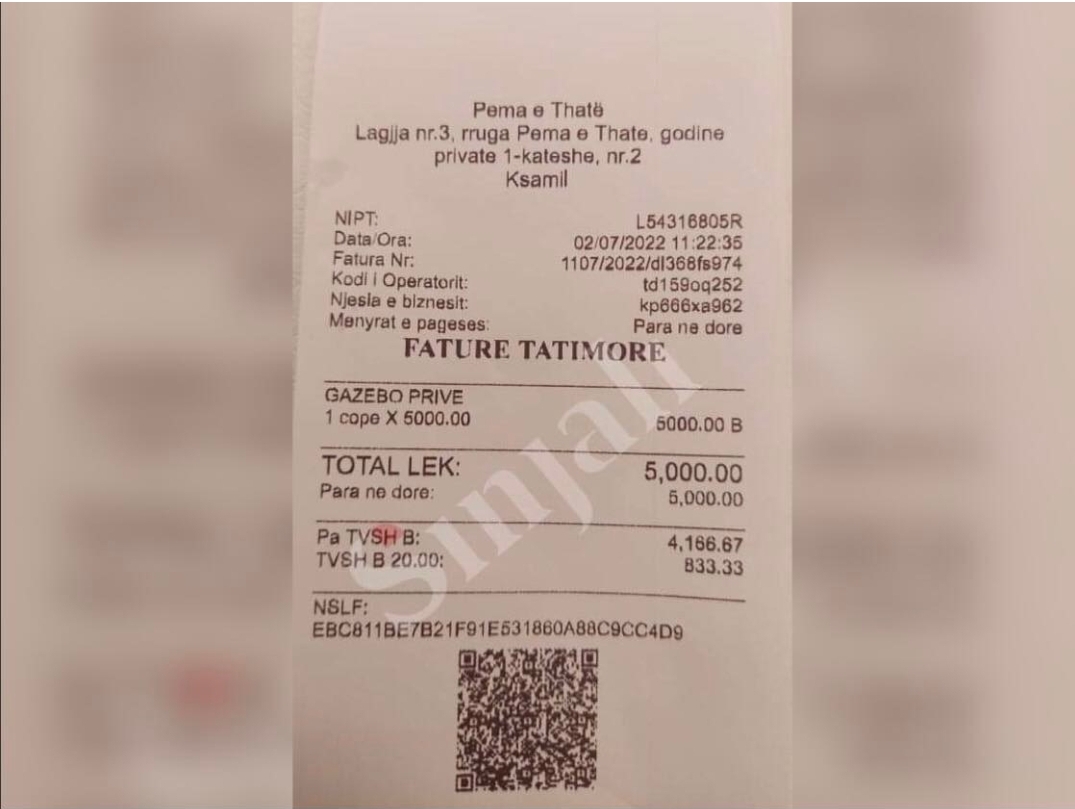 Pema e Thatë
Lagjja nr.3, rruga Pema e Thate, godine
private 1-kateshe, nr.2
Ksamil
NIPT: L54316805R
Data/Ora: 02/07/2022 11:22:35
Fatura Nr: 1107/2022/dl368fs974
Kodi i Operatorit: td159oq252
Njesia e biznesit: kp666xa962
Menyrat e pageses: Para ne dore
FATURE TATIMORE
GAZEBO PRIVE
1 cope X 5000.00 5000.00 B
TOTAL LEK: 5,000.00
Para ne dore: 5,000.00
Pa TVSH B: 4,166.67
TVSH B 20.00: 833.33
NSLF:
EBC811BE7B21F91E531860A88C9CC4D9
Sinjali